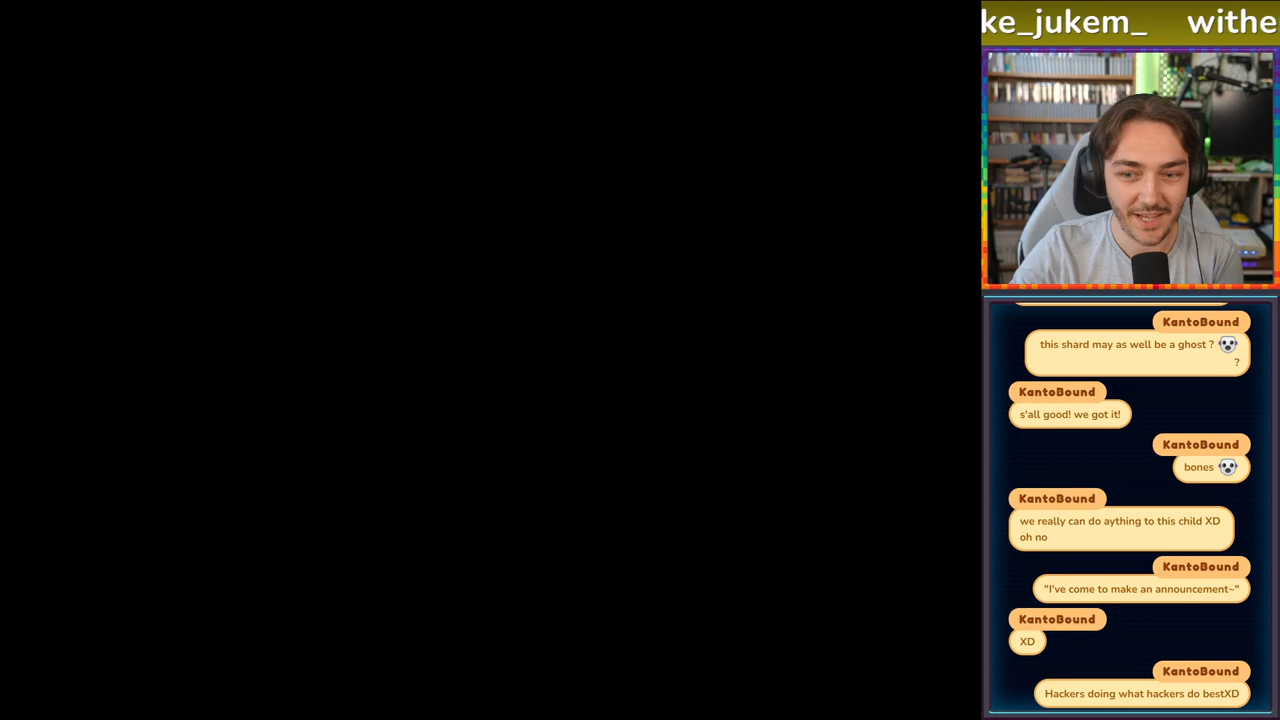 ke_jukem_ withe
KantoBound
this shard may as well be a ghost ?
?
KantoBound
s'all good! we got it!
KantoBound
bones
KantoBound
we really can do aything to this child XD
oh no
KantoBound
"I've come to make an announcement~"
KantoBound
XD
KantoBound
Hackers doing what hackers do bestXD